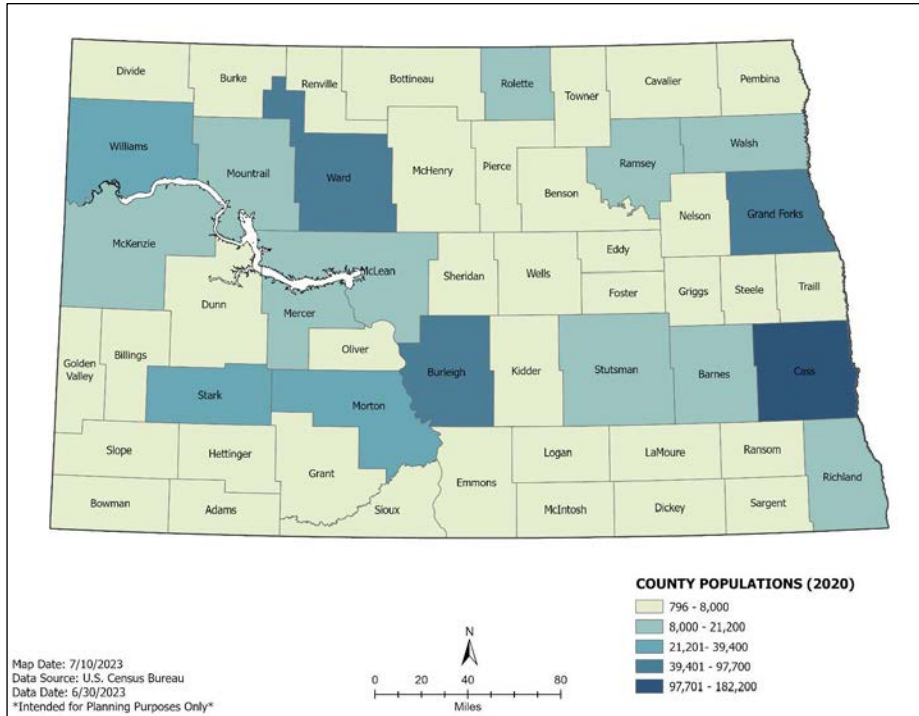 Divide
Burke
Renville
Bottineau
Rolette
Towner
Cavalier
Pembina
Williams
Mountrail
Ward
McHenry
Pierce
Benson
Ramsey
Walsh
Nelson
Grand Forks
McKenzie
Dunn
McLean
Mercer
Sheridan
Wells
Eddy
Foster
Griggs
Steele
Traill
Golden
Valley
Billings
Oliver
Burleigh
Kidder
Stutsman
Barnes
Cass
Stark
Morton
Slope
Hettinger
Grant
Emmons
Logan
LaMoure
Ransom
Richland
Bowman
Adams
Sioux
McIntosh
Dickey
Sargent
COUNTY POPULATIONS (2020)
796 - 8,000
8,000 - 21,200
21,201- 39,400
39,401 - 97,700
97,701 - 182,200
N
0 20 40 60 80
Miles
Map Date: 7/10/2023
Data Source: U.S. Census Bureau
Data Date: 6/30/2023
*Intended for Planning Purposes Only*